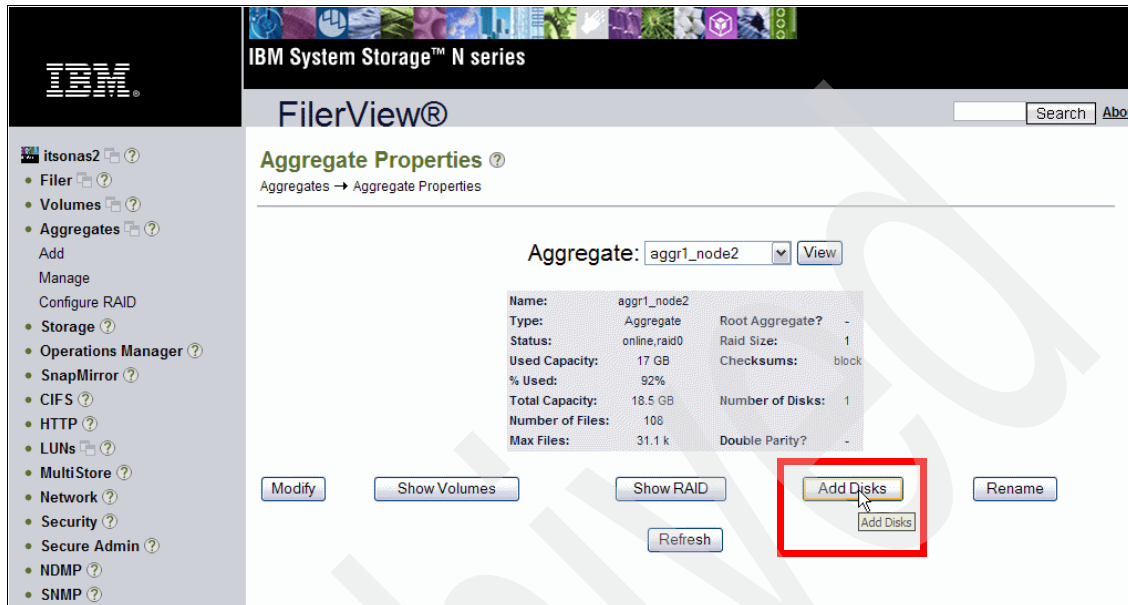 IBM System Storage™ N series
IBM®
FilerView®
Search
Abo
itsonas2
Filer
Volumes
Aggregates
Add
Manage
Configure RAID
Storage
Operations Manager
SnapMirror
CIFS
HTTP
LUNs
MultiStore
Network
Security
Secure Admin
NDMP
SNMP
Aggregate Properties
Aggregates → Aggregate Properties
Aggregate: aggr1_node2 View
Name: aggr1_node2
Type: Aggregate Root Aggregate? -
Status: online,raid0 Raid Size: 1
Used Capacity: 17 GB Checksums: block
% Used: 92%
Total Capacity: 18.5 GB Number of Disks: 1
Number of Files: 108
Max Files: 31.1 k Double Parity? -
Modify Show Volumes Show RAID Add Disks Rename
Add Disks
Refresh